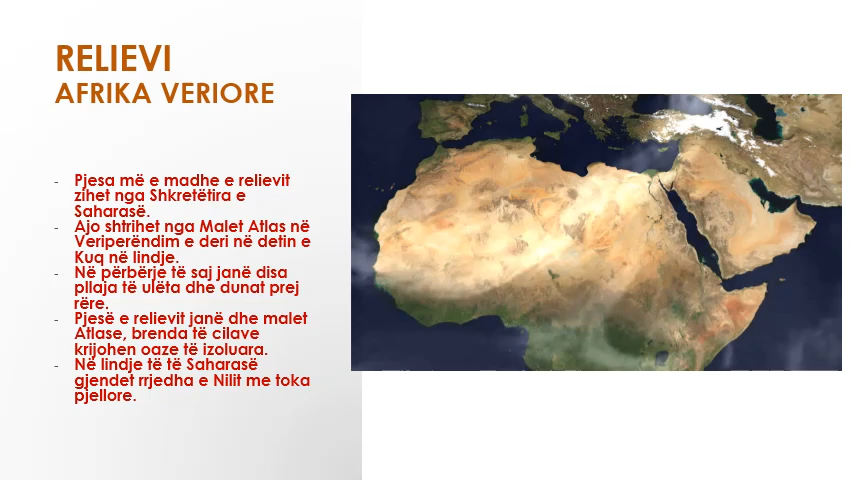 RELIEVI
AFRIKA VERIORE
- Pjesa më e madhe e relievit
zihet nga Shkretëtira e
Saharasë.
- Ajo shtrihet nga Malet Atlas në
Veriperëndim e deri në detin e
Kuq në lindje.
- Në përbërje të saj janë disa
pllaja të ulëta dhe dunat prej
rëre.
- Pjesë e relievit janë dhe malet
Atlase, brenda të cilave
krijohen oaze të izoluara.
- Në lindje të të Saharasë
gjendet rrjedha e Nilit me toka
pjellore.